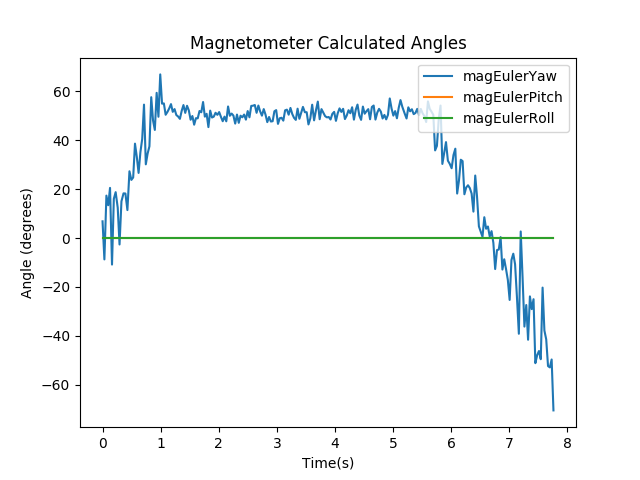 Magnetometer Calculated Angles
magEulerYaw
magEulerPitch
magEulerRoll
60
40
20
0
−20
−40
−60
Angle (degrees)
0 1 2 3 4 5 6 7 8
Time(s)